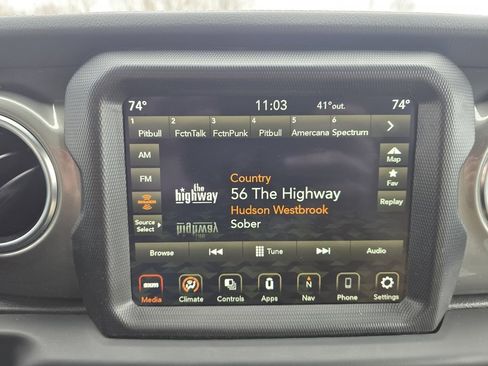 74° 11:03 41°out. 74°
1 2 3 4 5 6
Pitbull FctnTalk FctnPunk Pitbull Amercana Spectrum
AM
Map
FM
Country
the highway
56 The Highway
Fav
Hudson Westbrook
Replay
Source Select
Sober
Browse Tune Audio
Media Climate Controls Apps Nav Phone Settings